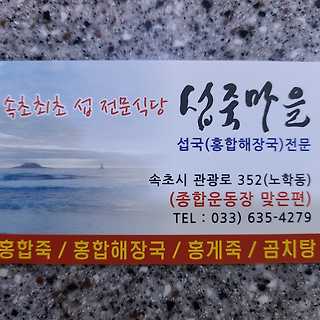 속초최초 섭 전문식당 섭죽마을
섭국(홍합해장국)전문
속초시 관광로 352(노학동)
(종합운동장 맞은편)
TEL : 033) 635-4279
홍합죽 / 홍합해장국 / 홍게죽 / 곰치탕